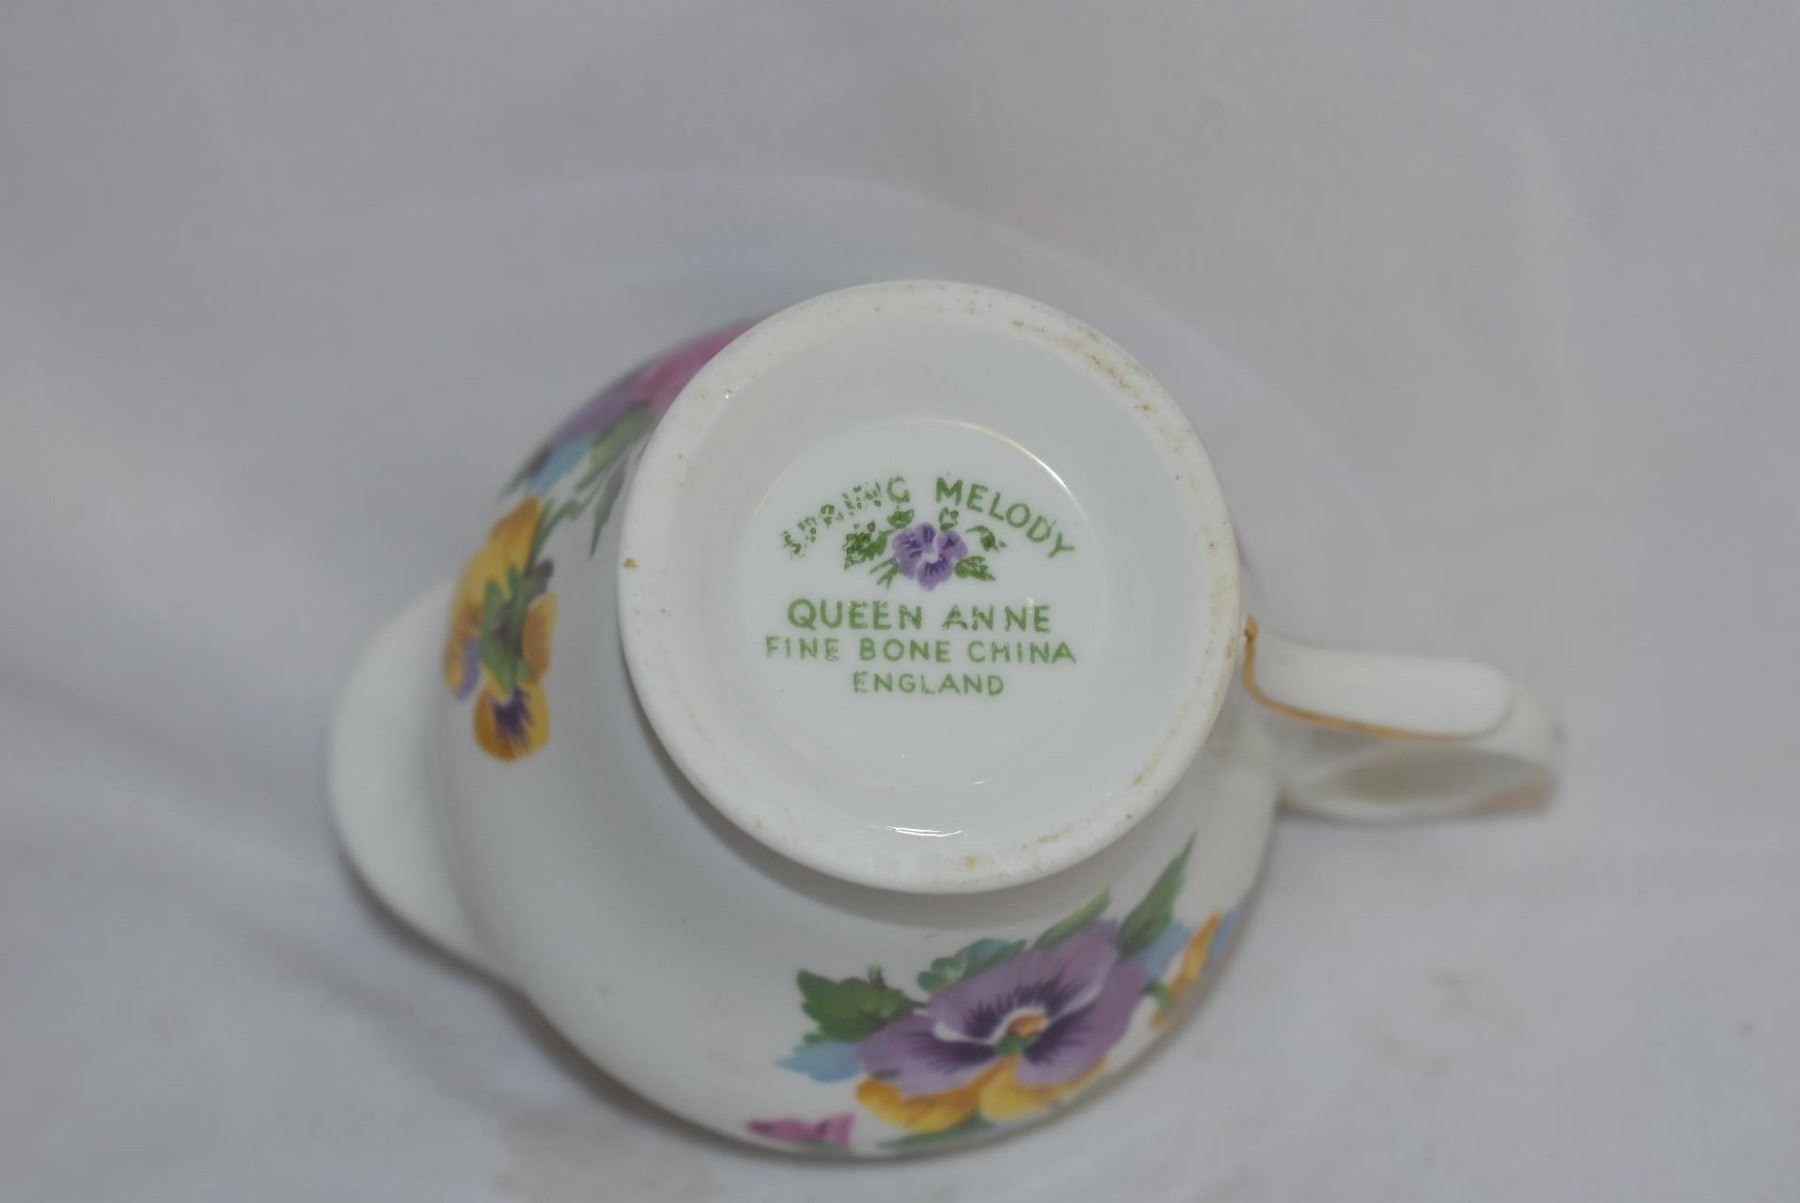 SPRING MELODY
QUEEN ANNE
FINE BONE CHINA
ENGLAND